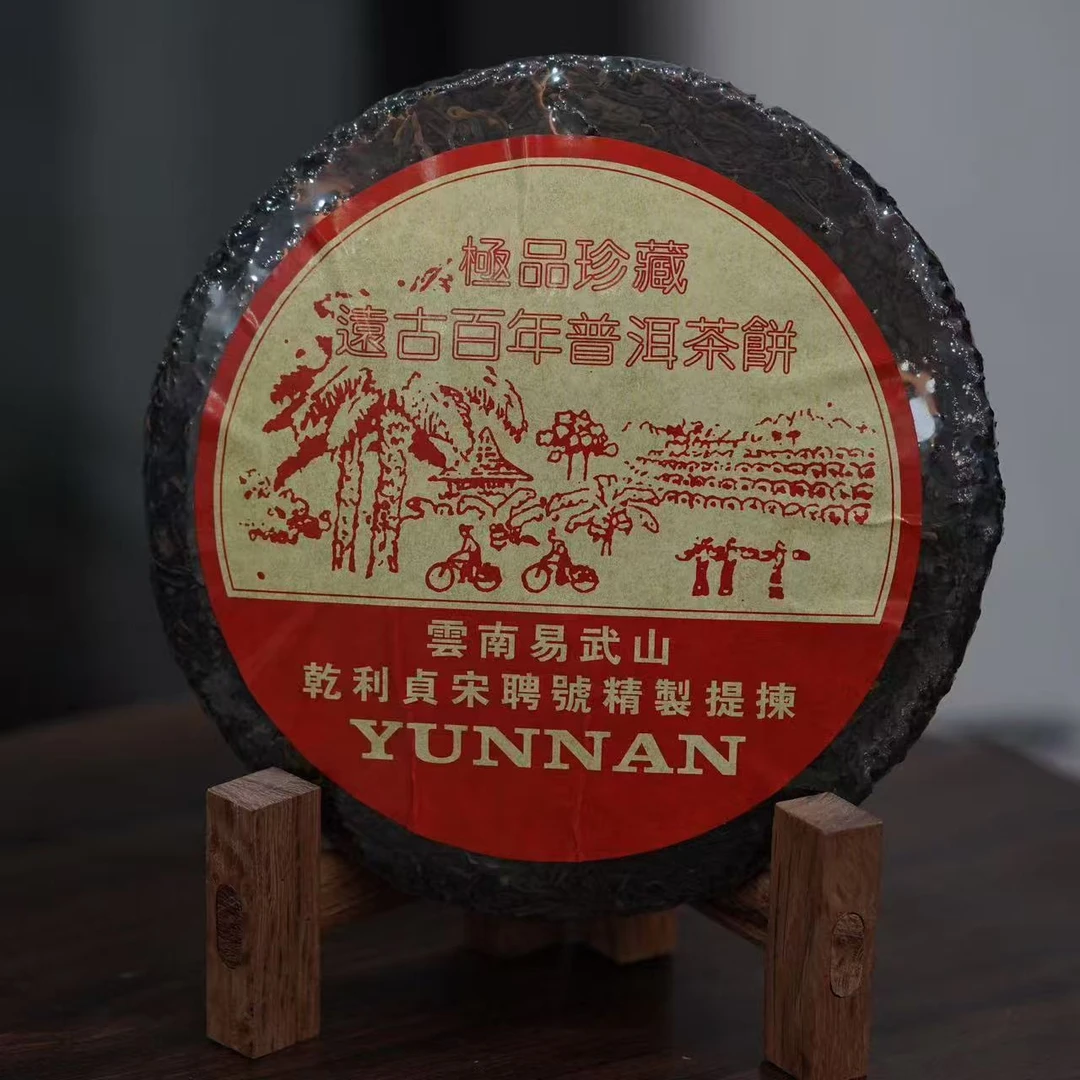 極品珍藏
遠古百年普洱茶餅
雲南易武山
乾利貞宋聘號精製提揀
YUNNAN